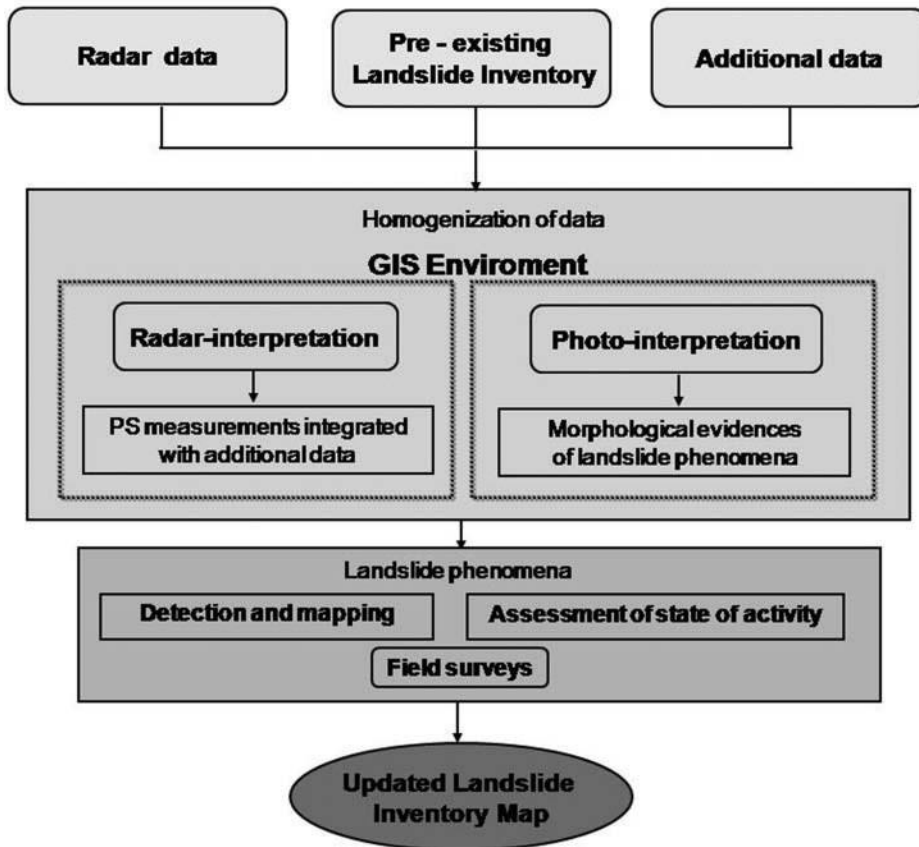 Radar data
Pre - existing
Landslide Inventory
Additional data
Homogenization of data
GIS Enviroment
Radar-interpretation
PS measurements integrated
with additional data
Photo-interpretation
Morphological evidences
of landslide phenomena
Landslide phenomena
Detection and mapping
Assessment of state of activity
Field surveys
Updated Landslide
Inventory Map